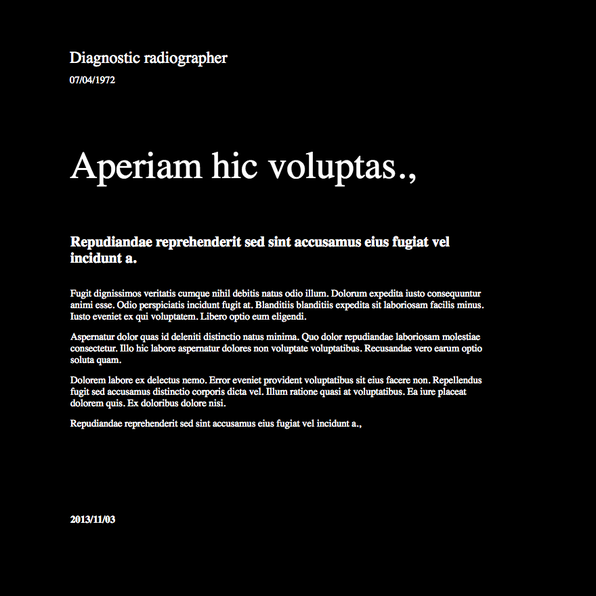 Diagnostic radiographer
07/04/1972
Aperiam hic voluptas.,
Repudiandae reprehenderit sed sint accusamus eius fugiat vel
incidunt a.
Fugit dignissimos veritatis cumque nihil debitis natus odio illum. Dolorum expedita iusto consequuntur
animi esse. Odio perspiciatis incidunt fugit at. Blanditiis blanditiis expedita sit laboriosam facilis minus.
Iusto eveniet ex qui voluptatem. Libero optio eum eligendi.
Aspernatur dolor quas id deleniti distinctio natus minima. Quo dolor repudiandae laboriosam molestiae
consectetur. Illo hic labore aspernatur dolores non voluptate voluptatibus. Recusandae vero earum optio
soluta quam.
Dolorem labore ex delectus nemo. Error eveniet provident voluptatibus sit eius facere non. Repellendus
fugit sed accusamus distinctio corporis dicta vel. Illum ratione quasi at voluptatibus. Ea iure placeat
dolorem quis. Ex doloribus dolore nisi.
Repudiandae reprehenderit sed sint accusamus eius fugiat vel incidunt a.,
2013/11/03